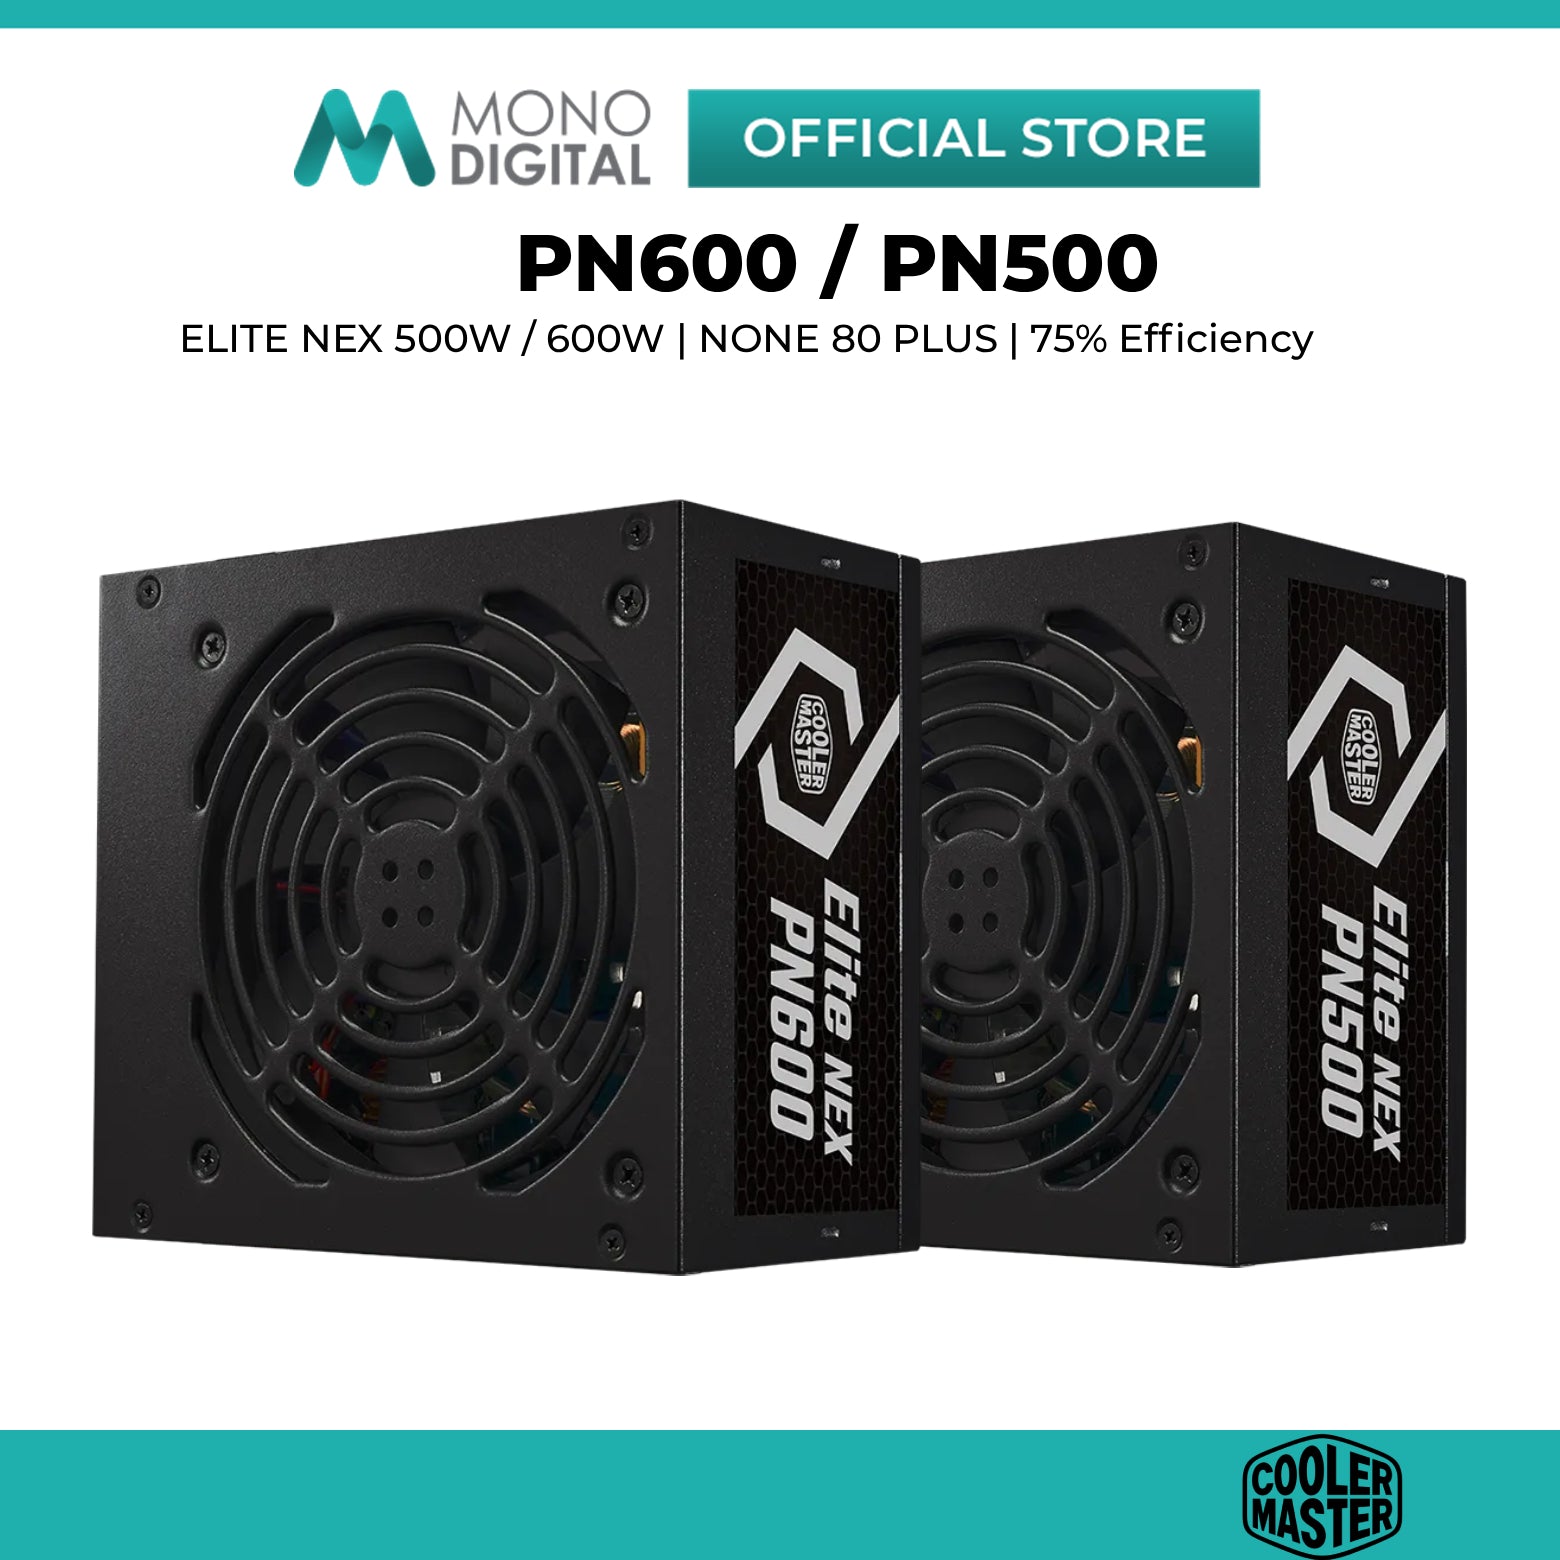 MONO
DIGITAL
OFFICIAL STORE
PN600 / PN500
ELITE NEX 500W / 600W | NONE 80 PLUS | 75% Efficiency
COOLER
MASTER
Elite NEX
PN600
COOLER
MASTER
Elite NEX
PN500
COOLER
MASTER